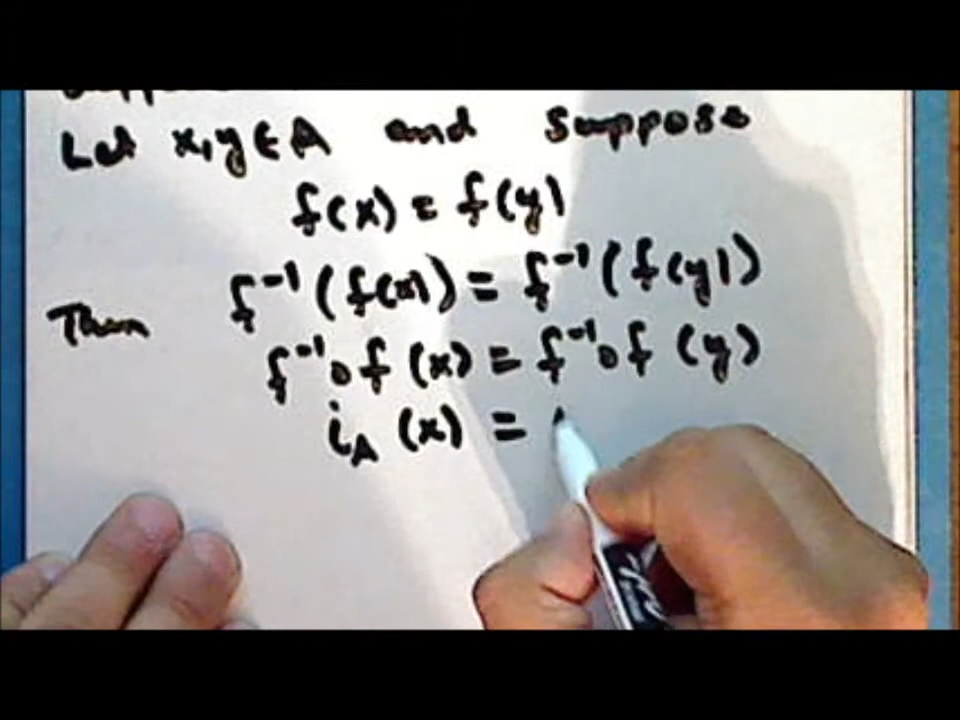 Let x,y ∈ A and suppose
f(x) = f(y)
Then f⁻¹(f(x)) = f⁻¹(f(y))
f⁻¹∘f (x) = f⁻¹∘f (y)
i_A (x) =